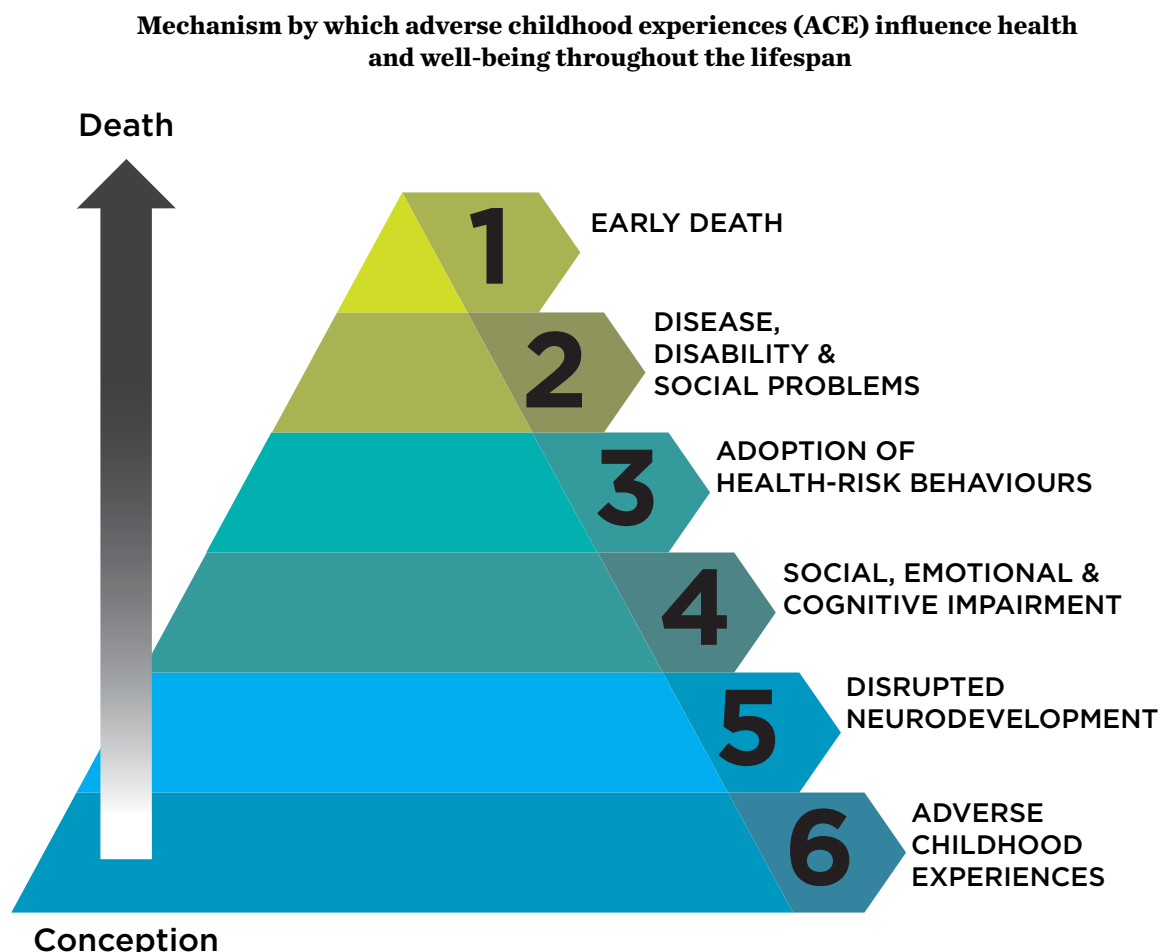 Mechanism by which adverse childhood experiences (ACE) influence health
and well-being throughout the lifespan
Death
1
EARLY DEATH
2
DISEASE,
DISABILITY &
SOCIAL PROBLEMS
3
ADOPTION OF
HEALTH-RISK BEHAVIOURS
4
SOCIAL, EMOTIONAL &
COGNITIVE IMPAIRMENT
5
DISRUPTED
NEURODEVELOPMENT
6
ADVERSE
CHILDHOOD
EXPERIENCES
Conception